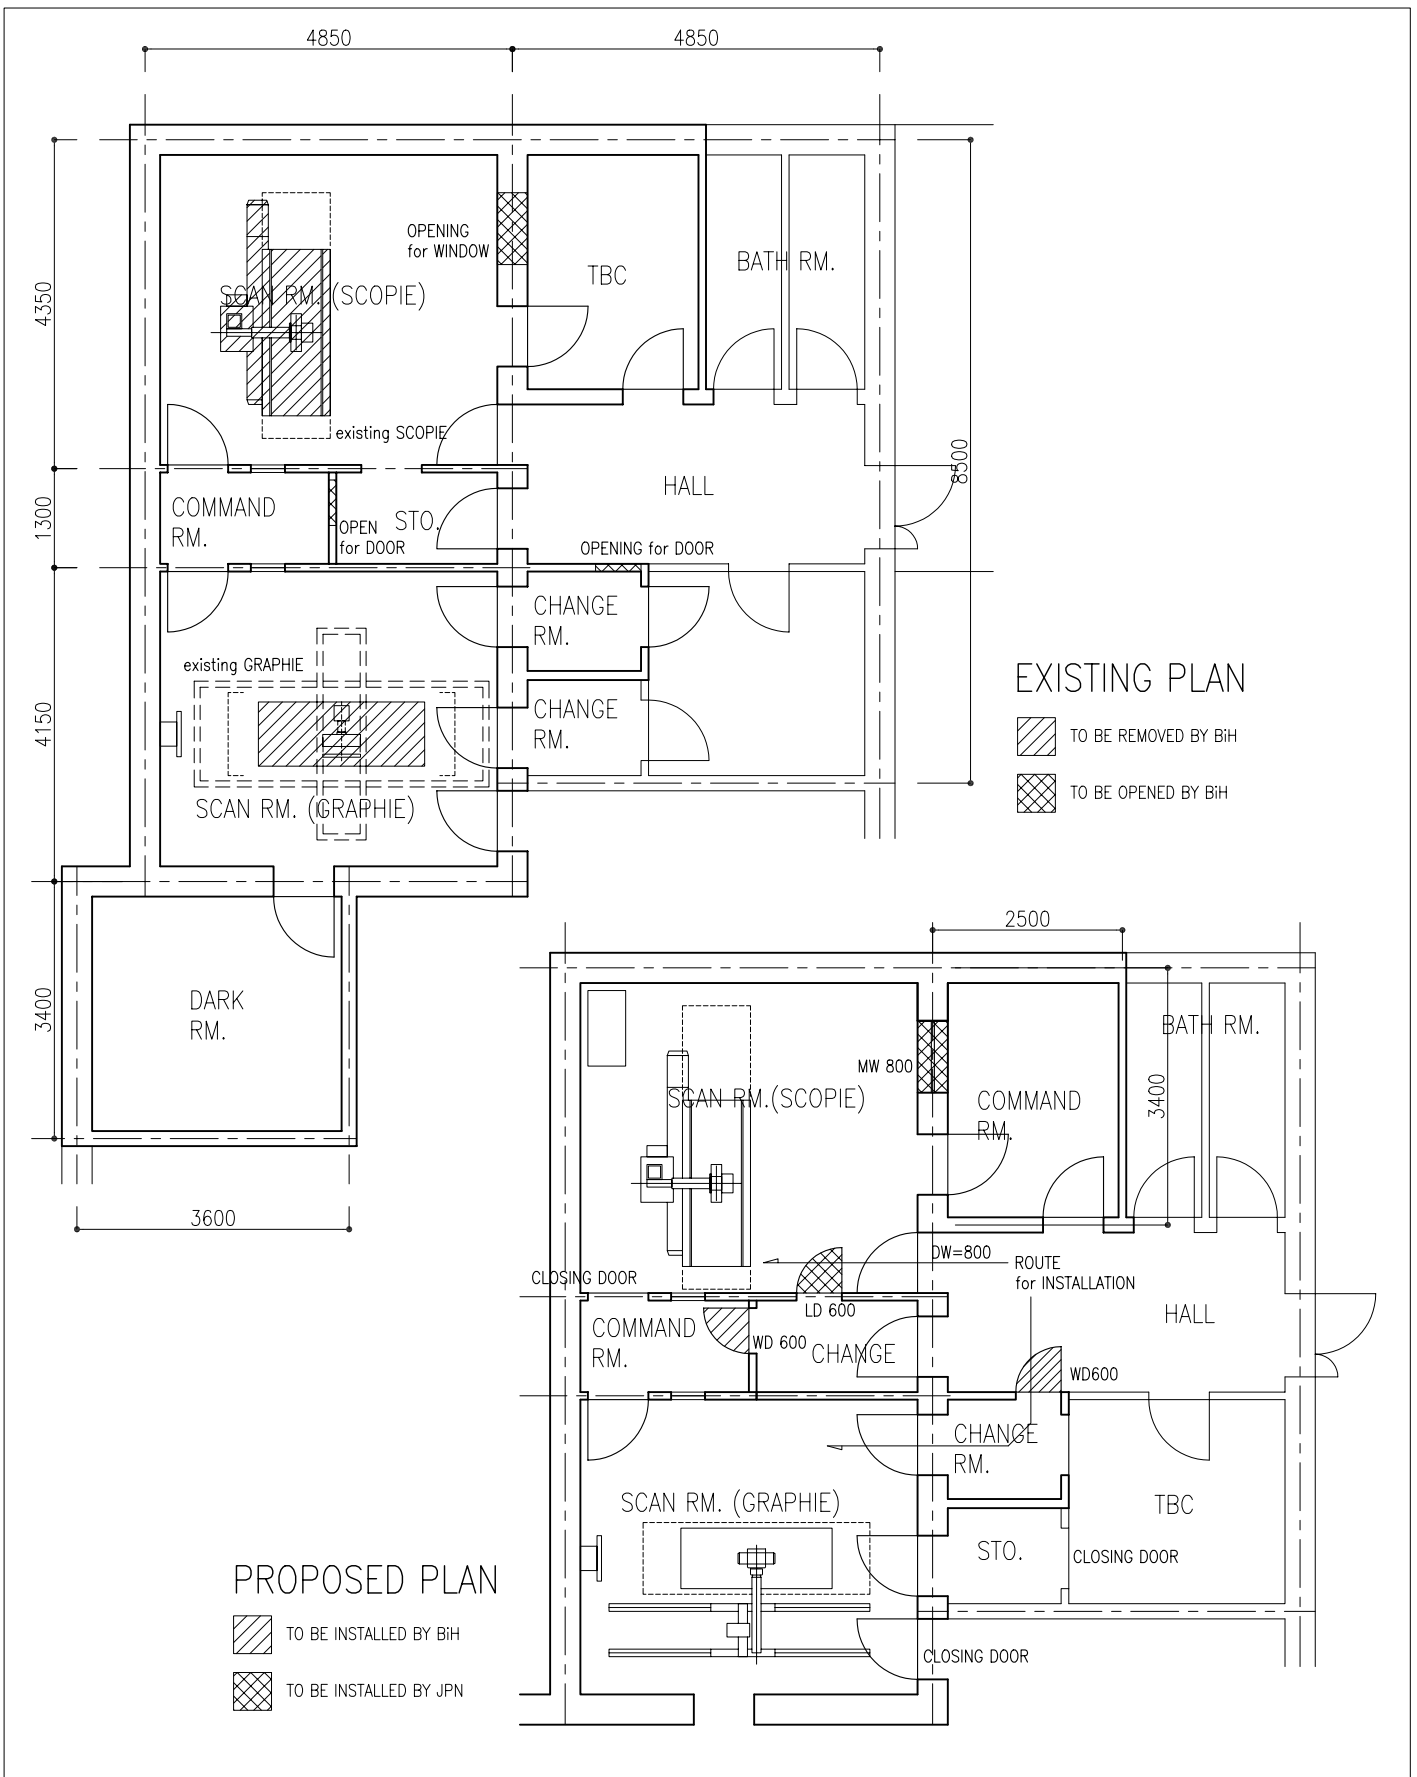 4850
4850
OPENING
for WINDOW
TBC
BATH RM.
4350
SCAN RM. (SCOPIE)
existing SCOPIE
8500
HALL
COMMAND
RM.
1300
OPEN
for DOOR
STO.
OPENING for DOOR
CHANGE
RM.
existing GRAPHIE
EXISTING PLAN
4150
CHANGE
RM.
TO BE REMOVED BY BiH
TO BE OPENED BY BiH
SCAN RM. (GRAPHIE)
2500
DARK
RM.
3400
BATH RM.
MW 800
3400
SCAN RM.(SCOPIE)
COMMAND
RM.
3600
DW=800
ROUTE
for INSTALLATION
CLOSING DOOR
LD 600
HALL
COMMAND
RM.
WD 600
CHANGE
WD600
CHANGE
RM.
SCAN RM. (GRAPHIE)
TBC
STO.
CLOSING DOOR
PROPOSED PLAN
TO BE INSTALLED BY BiH
CLOSING DOOR
TO BE INSTALLED BY JPN